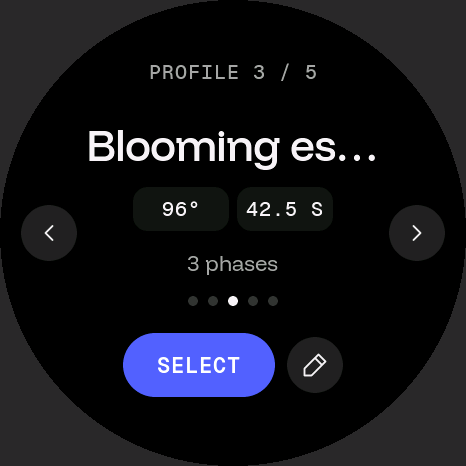 PROFILE 3 / 5
Blooming es...
96° 42.5 S
3 phases
SELECT